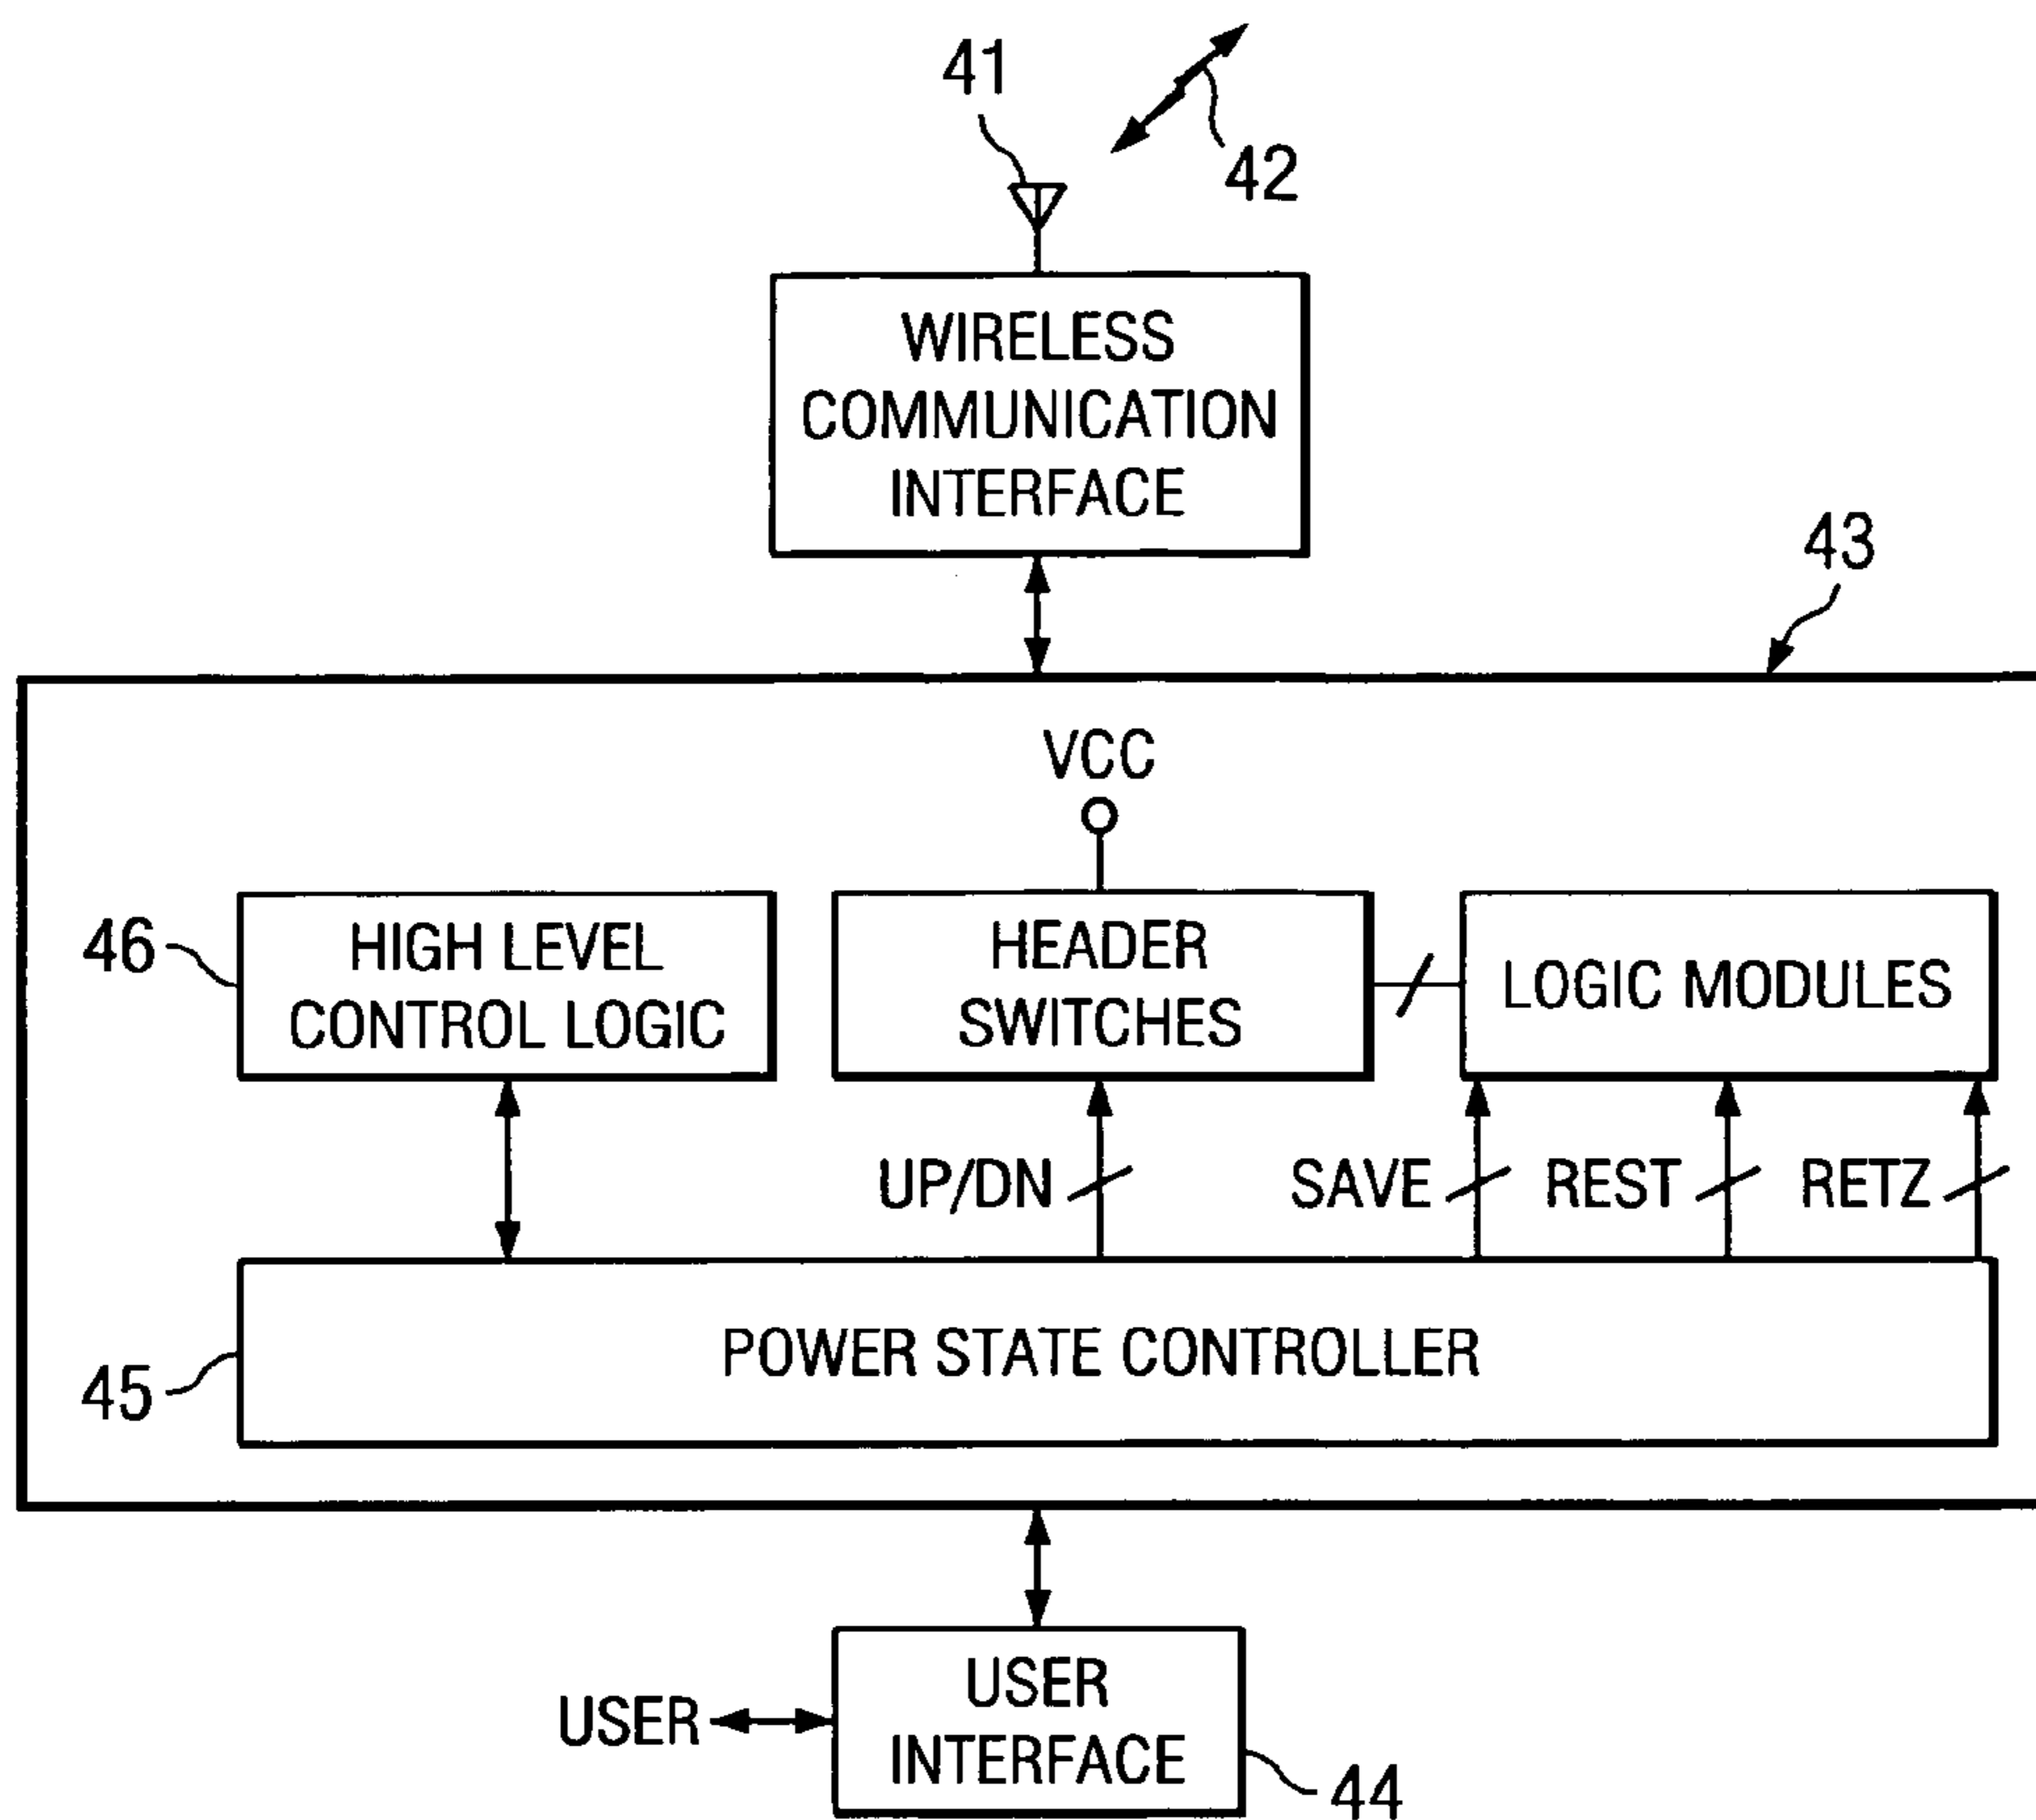 41
42
WIRELESS
COMMUNICATION
INTERFACE
43
VCC
46
HIGH LEVEL
CONTROL LOGIC
HEADER
SWITCHES
LOGIC MODULES
UP/DN
SAVE
REST
RETZ
POWER STATE CONTROLLER
45
USER
USER
INTERFACE
44